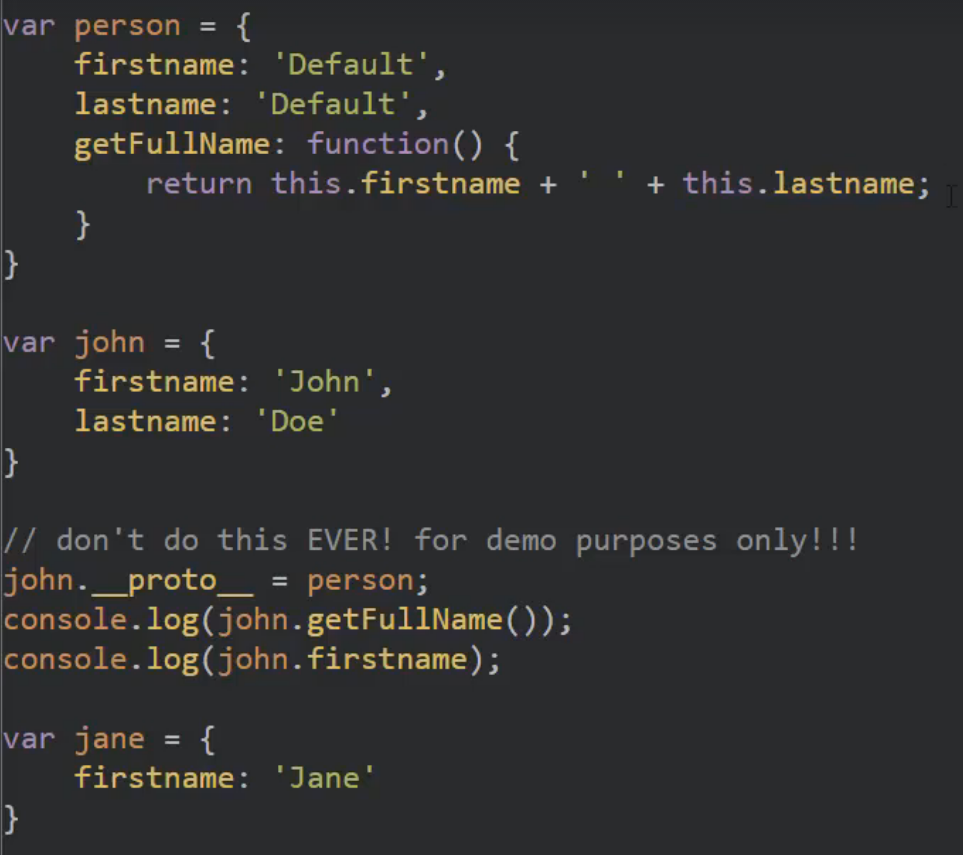 var person = {
    firstname: 'Default',
    lastname: 'Default',
    getFullName: function() {
        return this.firstname + ' ' + this.lastname;
    }
}

var john = {
    firstname: 'John',
    lastname: 'Doe'
}

// don't do this EVER! for demo purposes only!!!
john.__proto__ = person;
console.log(john.getFullName());
console.log(john.firstname);

var jane = {
    firstname: 'Jane'
}